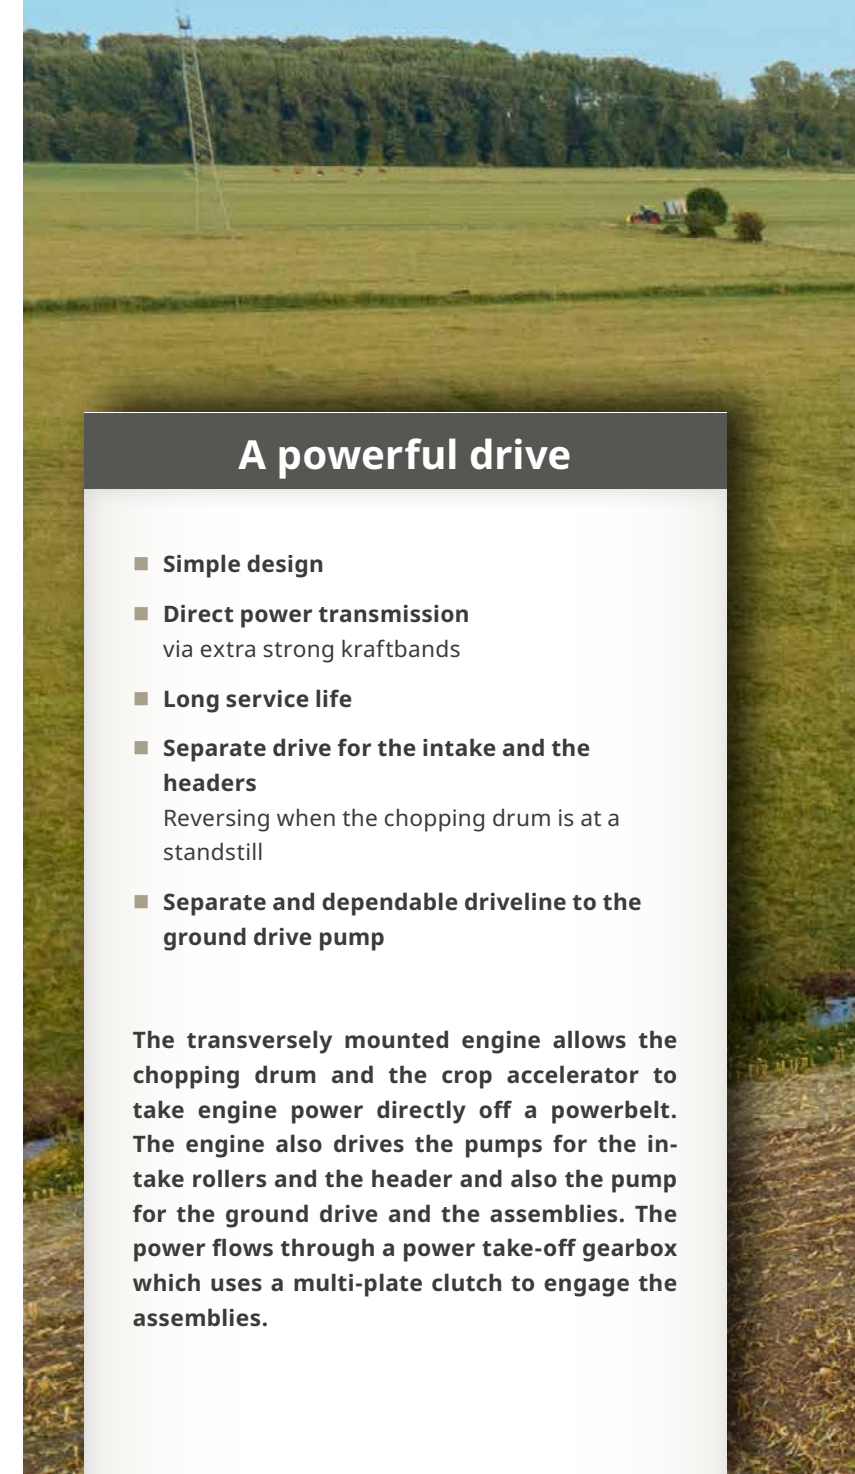 A powerful drive
■ Simple design
■ Direct power transmission
via extra strong kraftbands
■ Long service life
■ Separate drive for the intake and the
headers
Reversing when the chopping drum is at a
standstill
■ Separate and dependable driveline to the
ground drive pump
The transversely mounted engine allows the
chopping drum and the crop accelerator to
take engine power directly off a powerbelt.
The engine also drives the pumps for the in-
take rollers and the header and also the pump
for the ground drive and the assemblies. The
power flows through a power take-off gearbox
which uses a multi-plate clutch to engage the
assemblies.